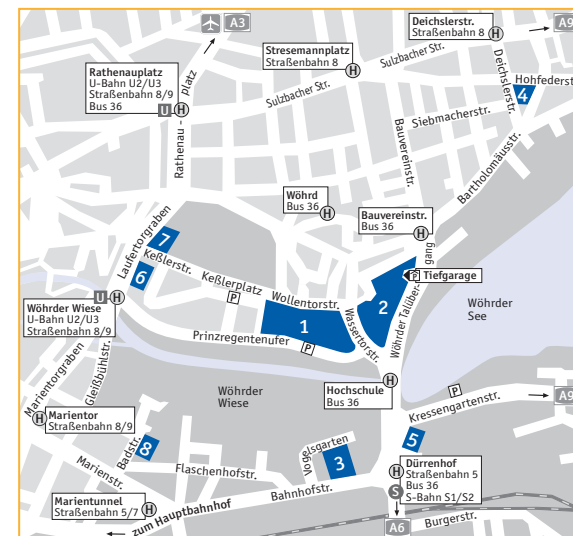 A3
Deichslerstr.
Straßenbahn 8
A9
Stresemannplatz
Straßenbahn 8
Sulzbacher Str.
Sulzbacher Str.
Rathenauplatz
U-Bahn U2/U3
Straßenbahn 8/9
Bus 36
U H
H
H
Rathenau - platz
Deichslerstr.
Hohfederst
4
Siebmacherstr.
Bauvereinstr.
Bartholomäusstr.
Wöhrd
Bus 36
H
Bauvereinstr.
Bus 36
H
Laufertorgraben
7
6
Keßlerstr.
Keßlerplatz
P
Wollentorstr.
P Tiefgarage
Wöhrder Talüber- gang
Wöhrder
See
Wöhrder Wiese
U-Bahn U2/U3
Straßenbahn 8/9
U H
1
2
Wassertorstr.
Prinzregentenufer
P
Marientorgraben
Gleißbühlstr.
Wöhrder
Wiese
Hochschule
Bus 36
H
P
Kressengartenstr.
A9
Marientor
Straßenbahn 8/9
H
Badstr.
8
Vogelsgarten
3
5
Marienstr.
Flaschenhofstr.
Bahnhofstr.
Dürrenhof
Straßenbahn 5
Bus 36
S-Bahn S1/S2
H
S
Marientunnel
Straßenbahn 5/7
H
zum Hauptbahnhof
A6
Burgerstr.